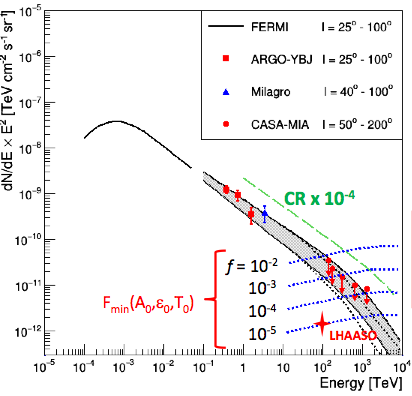 dN/dE × E² [TeV cm⁻² s⁻¹ sr⁻¹]
10⁻⁵
10⁻⁶
10⁻⁷
10⁻⁸
10⁻⁹
10⁻¹⁰
10⁻¹¹
10⁻¹²
FERMI l = 25° - 100°
ARGO-YBJ l = 25° - 100°
Milagro l = 40° - 100°
CASA-MIA l = 50° - 200°
CR x 10⁻⁴
f = 10⁻²
10⁻³
10⁻⁴
10⁻⁵
Fmin(A₀,ε₀,T₀)
LHAASO
10⁻⁵ 10⁻⁴ 10⁻³ 10⁻² 10⁻¹ 1 10 10² 10³ 10⁴
Energy [TeV]